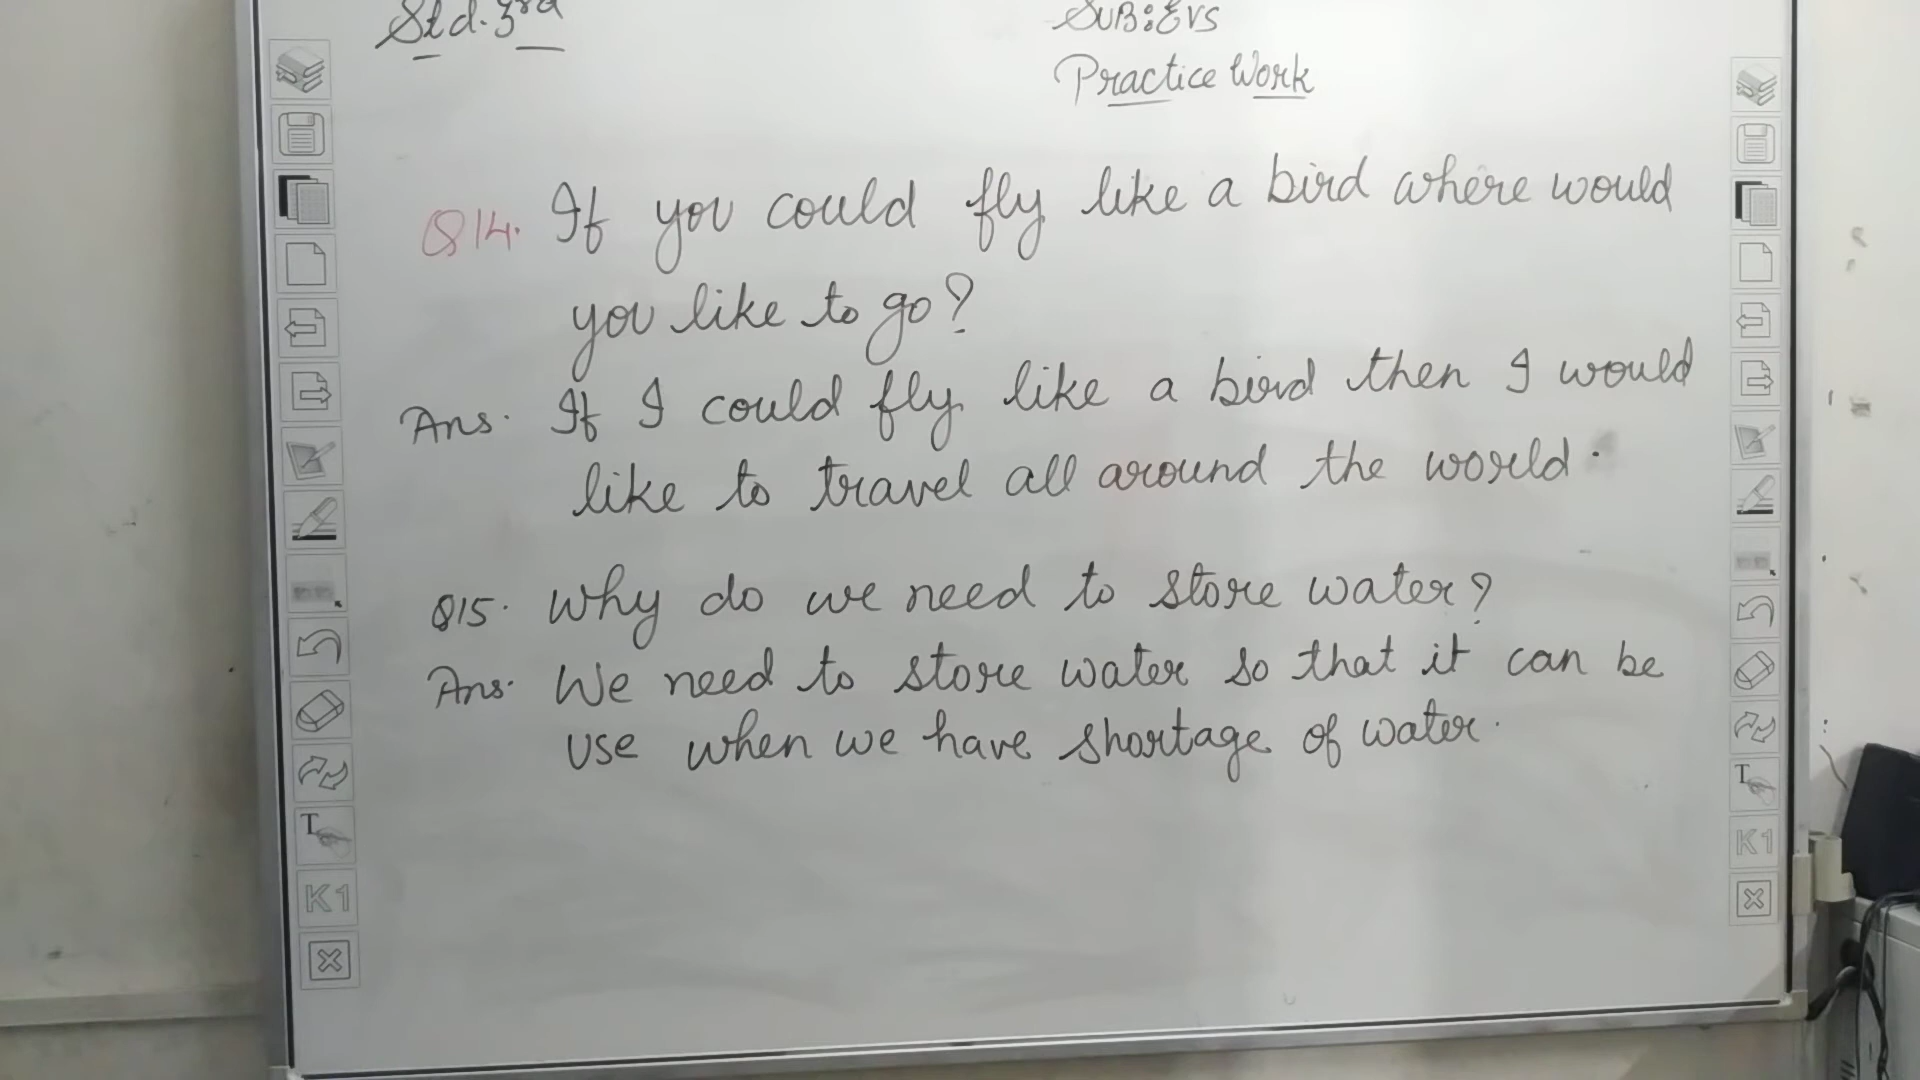 Std. 3rd
SUB: EVS
Practice Work
Q14. If you could fly like a bird where would
you like to go?
Ans. If I could fly like a bird then I would
like to travel all around the world.
Q15. Why do we need to store water?
Ans. We need to store water so that it can be
use when we have shortage of water.
T
K1
T
K1